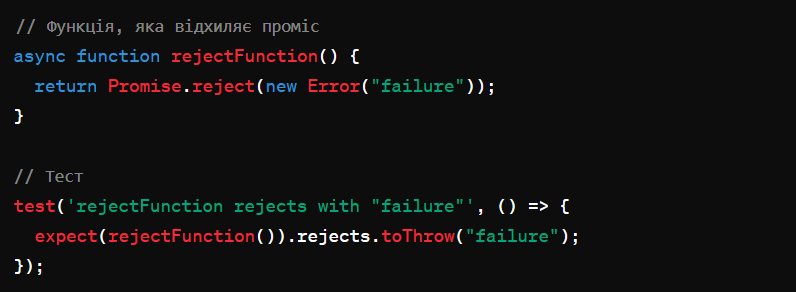 // Функція, яка відхиляє проміс
async function rejectFunction() {
  return Promise.reject(new Error("failure"));
}
// Тест
test('rejectFunction rejects with "failure"', () => {
  expect(rejectFunction()).rejects.toThrow("failure");
});